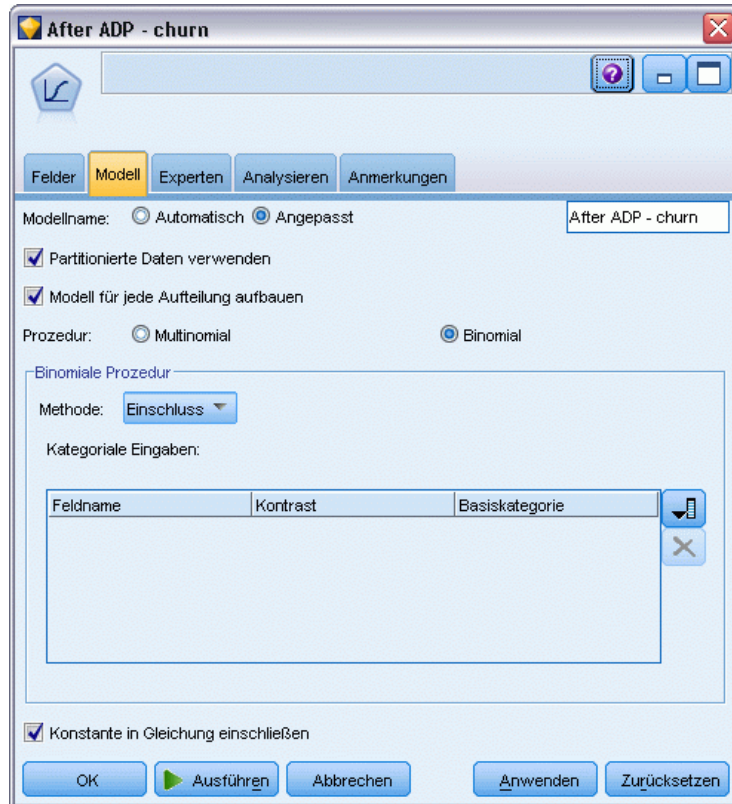 After ADP - churn
Felder Modell Experten Analysieren Anmerkungen
Modellname: Automatisch Angepasst After ADP - churn
Partitionierte Daten verwenden
Modell für jede Aufteilung aufbauen
Prozedur: Multinomial Binomial
Binomiale Prozedur
Methode: Einschluss
Kategoriale Eingaben:
Feldname Kontrast Basiskategorie
Konstante in Gleichung einschließen
OK Ausführen Abbrechen Anwenden Zurücksetzen